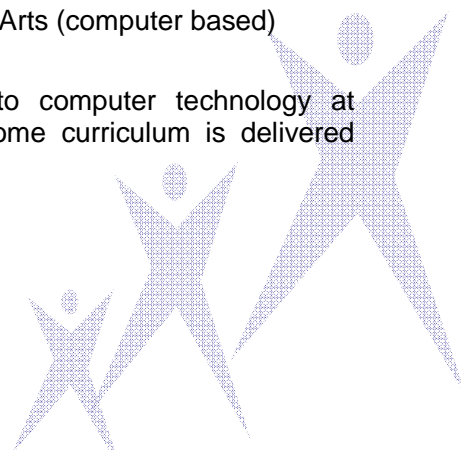 Arts (computer based)
to computer technology at
ome curriculum is delivered